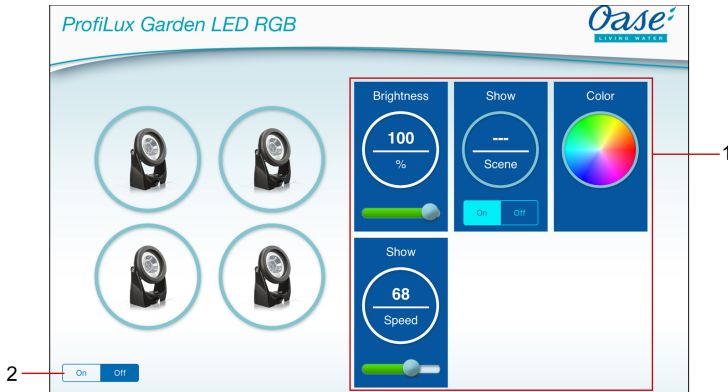 ProfiLux Garden LED RGB
Oase
LIVING WATER
Brightness
100
%
Show
---
Scene
On Off
Color
1
Show
68
Speed
2
On Off